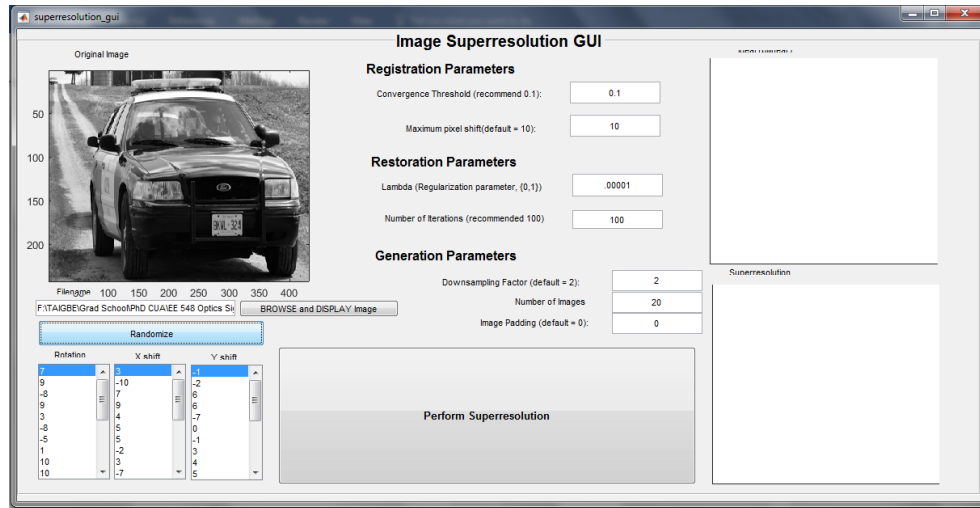 superresolution_gui
Image Superresolution GUI
Original Image
50
100
150
200
100 150 200 250 300 350 400
BKWL·324
Filename
F:\TAIGBE\Grad School\PhD CUA\EE 548 Optics Si
BROWSE and DISPLAY Image
Randomize
Rotation
7
9
-8
9
3
-8
-5
1
10
10
X shift
3
-10
7
9
4
5
5
-2
3
-7
Y shift
-1
-2
6
6
-7
0
-1
3
4
5
Registration Parameters
Convergence Threshold (recommend 0.1):
0.1
Maximum pixel shift(default = 10):
10
Restoration Parameters
Lambda (Regularization parameter, {0,1})
.00001
Number of Iterations (recommended 100)
100
Generation Parameters
Downsampling Factor (default = 2):
2
Number of Images
20
Image Padding (default = 0):
0
Perform Superresolution
Superresolution